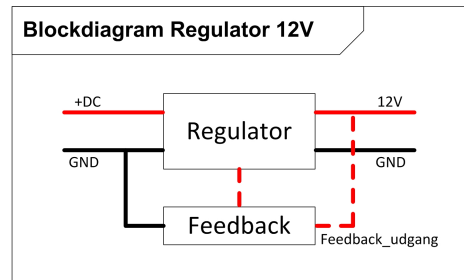 Blockdiagram Regulator 12V
+DC
12V
Regulator
GND
GND
Feedback
Feedback_udgang